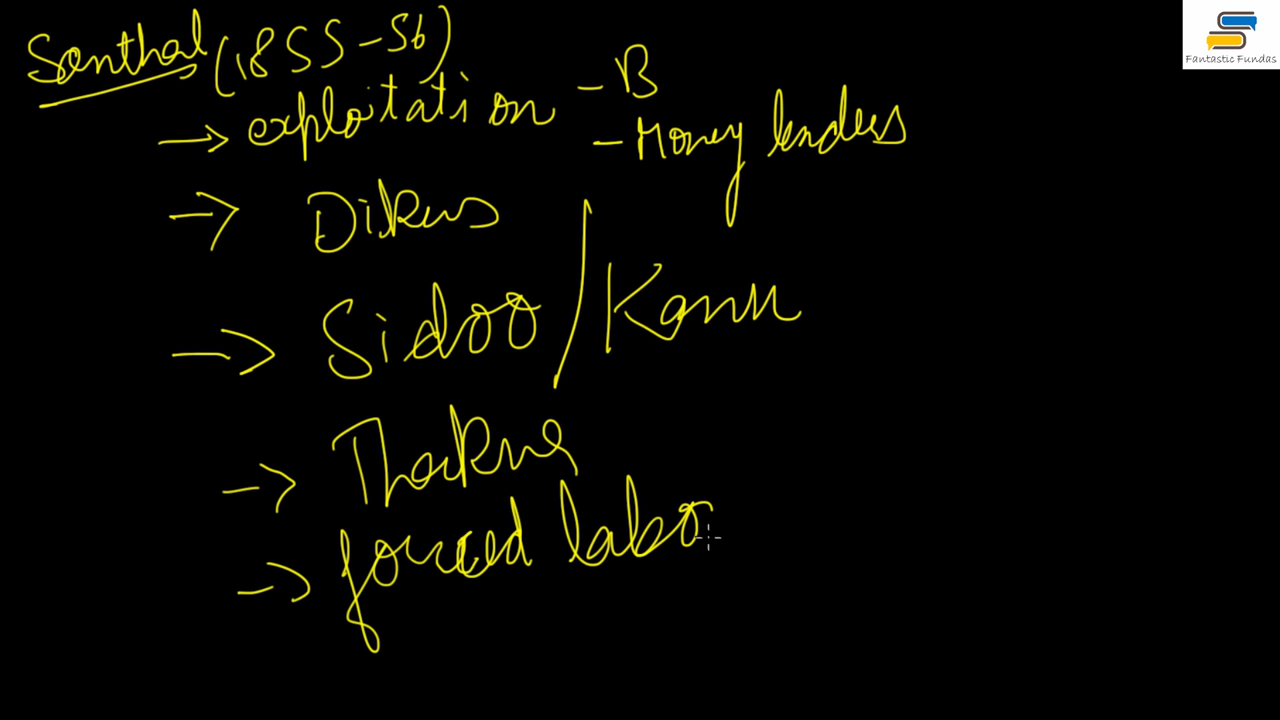 Santhal (1855-56)
→ exploitation - B
- Money lenders
→ Dikus
→ Sidoo / Kanu
→ Thakur
→ forced labo
Fantastic Fundas